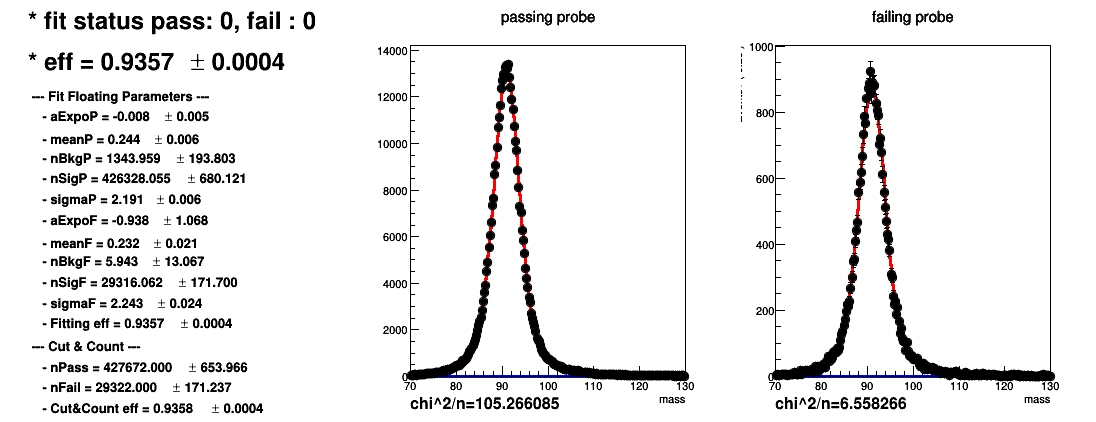 * fit status pass: 0, fail : 0
* eff = 0.9357 ± 0.0004
--- Fit Floating Parameters ---
- aExpoP = -0.008 ± 0.005
- meanP = 0.244 ± 0.006
- nBkgP = 1343.959 ± 193.803
- nSigP = 426328.055 ± 680.121
- sigmaP = 2.191 ± 0.006
- aExpoF = -0.938 ± 1.068
- meanF = 0.232 ± 0.021
- nBkgF = 5.943 ± 13.067
- nSigF = 29316.062 ± 171.700
- sigmaF = 2.243 ± 0.024
- Fitting eff = 0.9357 ± 0.0004
--- Cut & Count ---
- nPass = 427672.000 ± 653.966
- nFail = 29322.000 ± 171.237
- Cut&Count eff = 0.9358 ± 0.0004
passing probe
14000
12000
10000
8000
6000
4000
2000
0
70 80 90 100 110 120 130
mass
chi^2/n=105.266085
failing probe
1000
800
600
400
200
0
70 80 90 100 110 120 130
mass
chi^2/n=6.558266